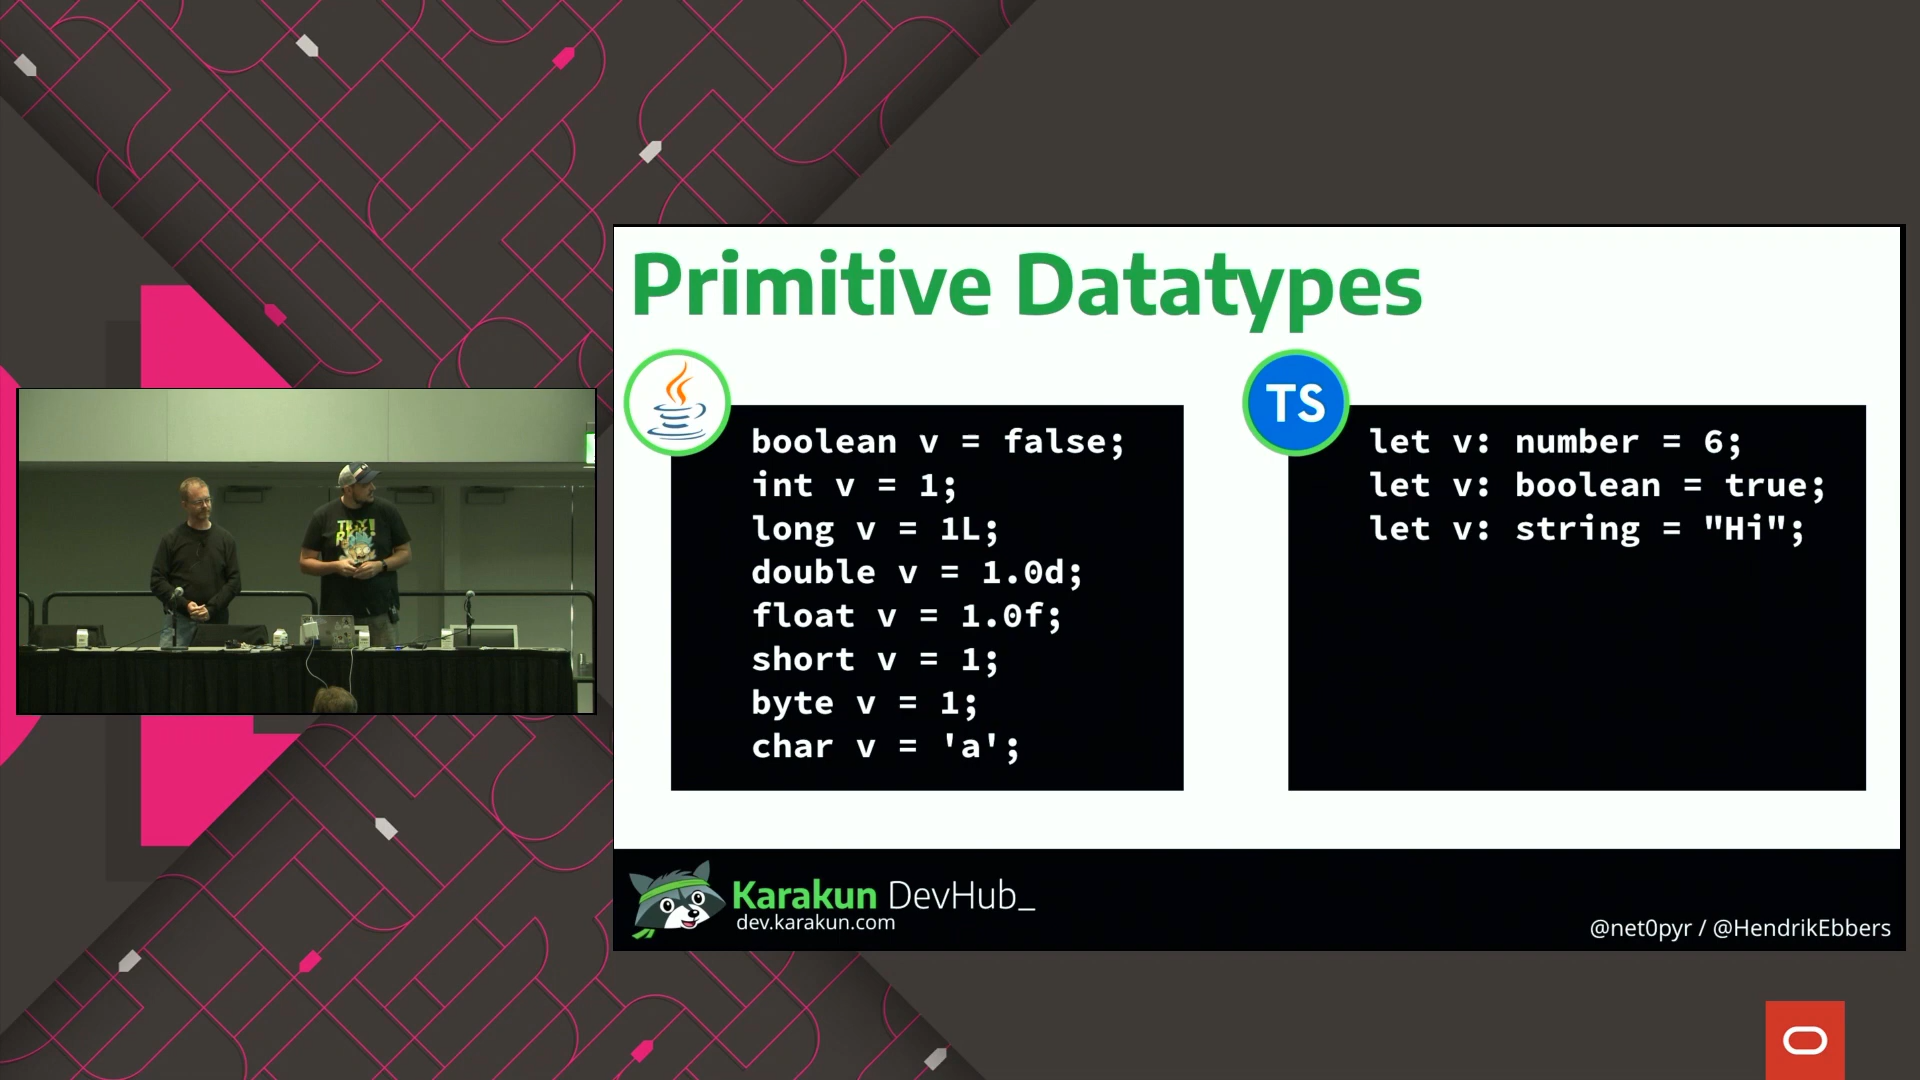 Primitive Datatypes
boolean v = false;
int v = 1;
long v = 1L;
double v = 1.0d;
float v = 1.0f;
short v = 1;
byte v = 1;
char v = 'a';
TS
let v: number = 6;
let v: boolean = true;
let v: string = "Hi";
Karakun DevHub_
dev.karakun.com
@net0pyr / @HendrikEbbers